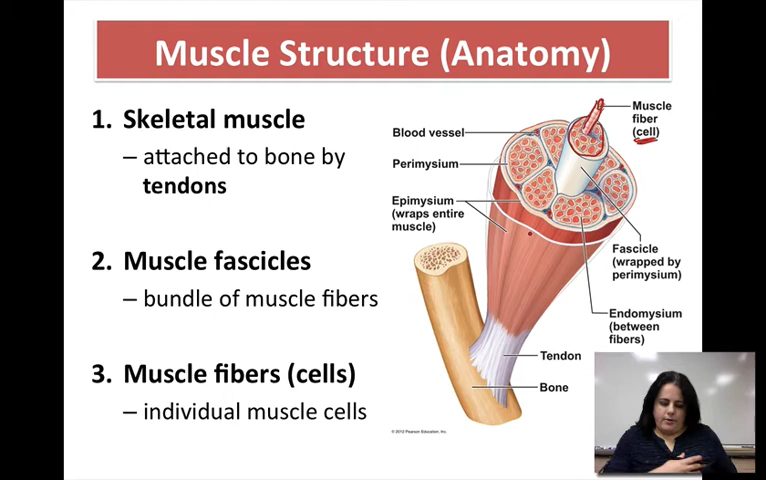 Muscle Structure (Anatomy)
1. Skeletal muscle
– attached to bone by
tendons
2. Muscle fascicles
– bundle of muscle fibers
3. Muscle fibers (cells)
– individual muscle cells
Blood vessel
Perimysium
Epimysium
(wraps entire
muscle)
Muscle
fiber
(cell)
Fascicle
(wrapped by
perimysium)
Endomysium
(between
fibers)
Tendon
Bone
© 2012 Pearson Education, Inc.